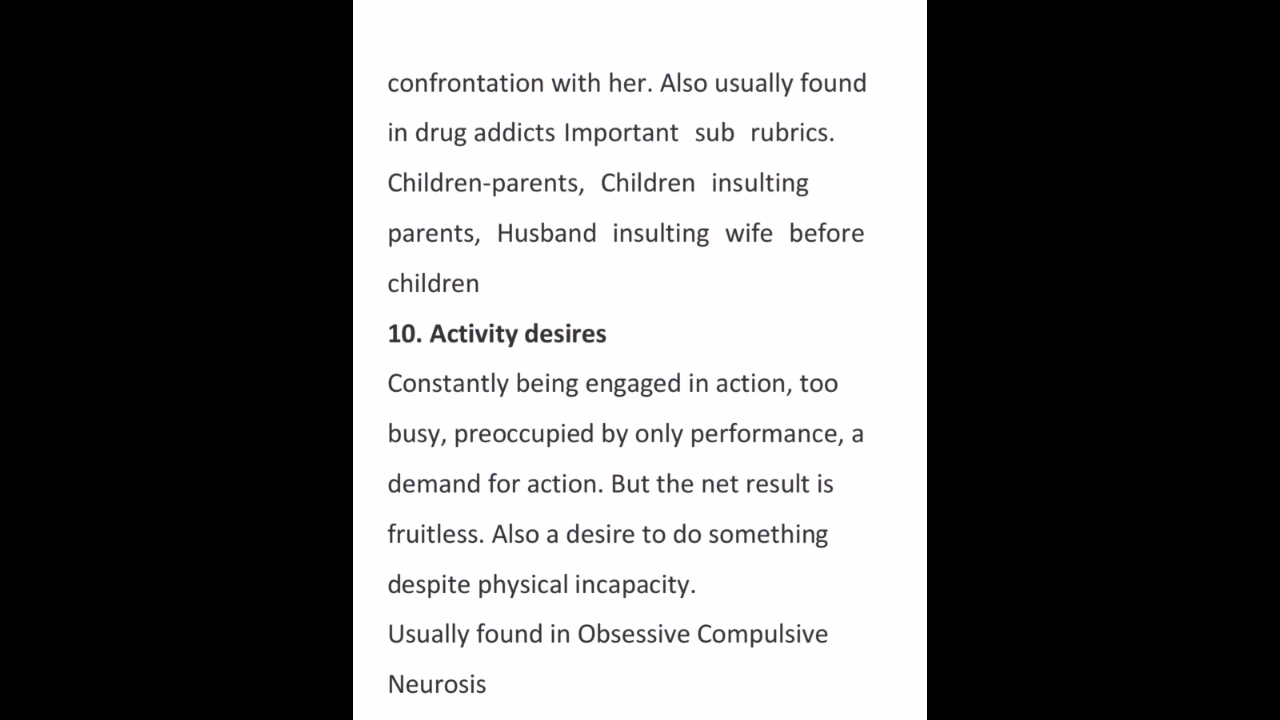 confrontation with her. Also usually found
in drug addicts Important sub rubrics.
Children-parents, Children insulting
parents, Husband insulting wife before
children
10. Activity desires
Constantly being engaged in action, too
busy, preoccupied by only performance, a
demand for action. But the net result is
fruitless. Also a desire to do something
despite physical incapacity.
Usually found in Obsessive Compulsive
Neurosis